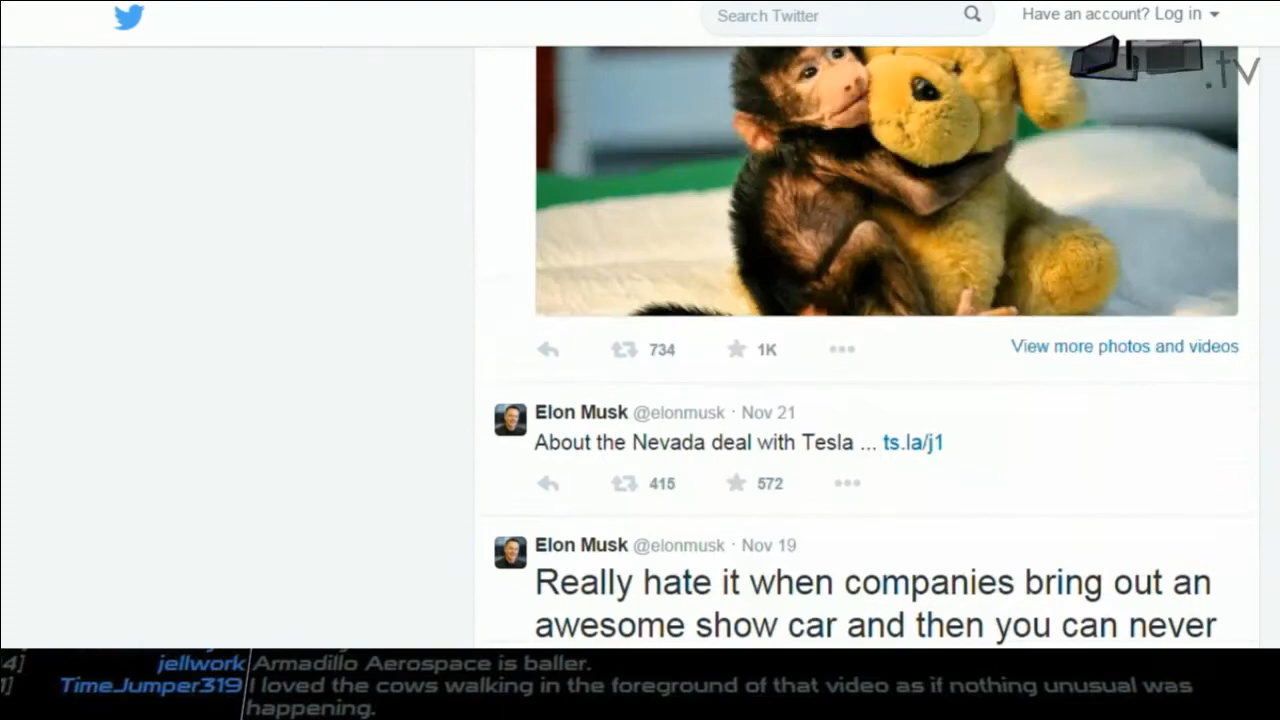 Search Twitter
Have an account? Log in
.tv
734
1K
View more photos and videos
Elon Musk @elonmusk · Nov 21
About the Nevada deal with Tesla ... ts.la/j1
415
572
Elon Musk @elonmusk · Nov 19
Really hate it when companies bring out an
awesome show car and then you can never
4] jellwork Armadillo Aerospace is baller.
1] TimeJumper319 I loved the cows walking in the foreground of that video as if nothing unusual was
happening.